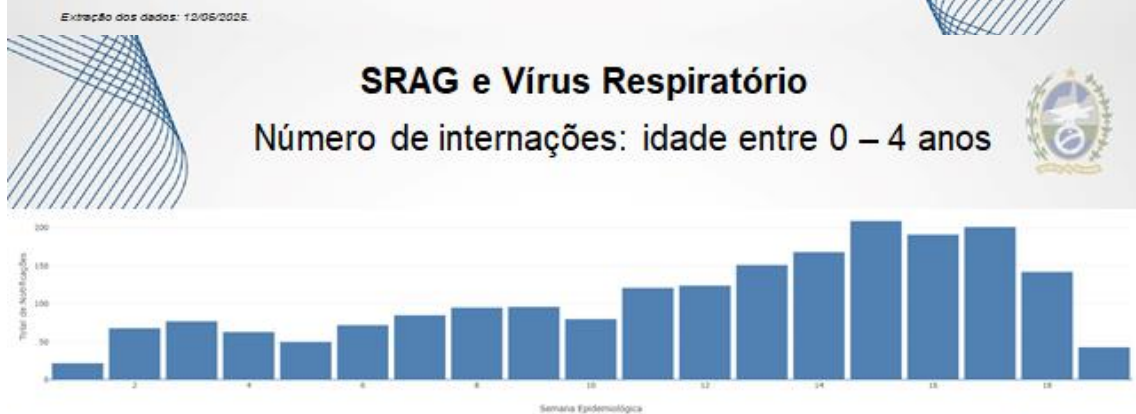 Extração dos dados: 12/05/2025.
SRAG e Vírus Respiratório
Número de internações: idade entre 0 – 4 anos
Total de Notificações
200
150
100
50
0
2
4
6
8
10
12
14
16
18
Semana Epidemiológica